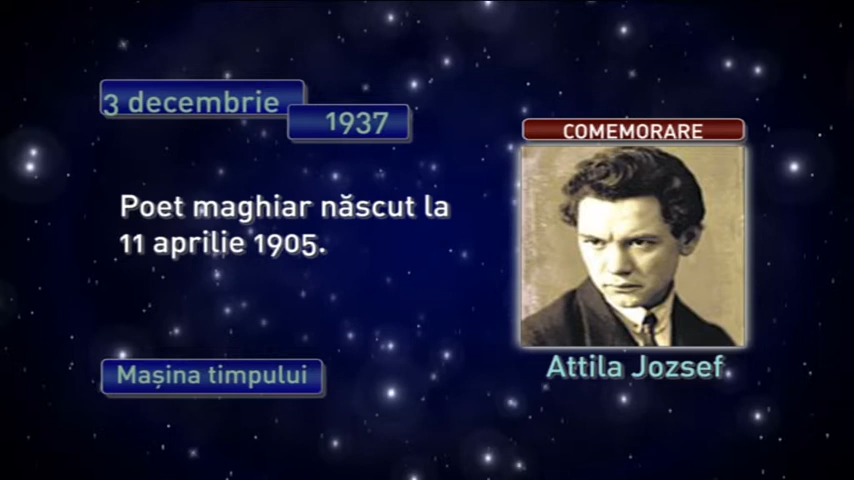 3 decembrie
1937
COMEMORARE
Poet maghiar născut la
11 aprilie 1905.
Attila Jozsef
Mașina timpului